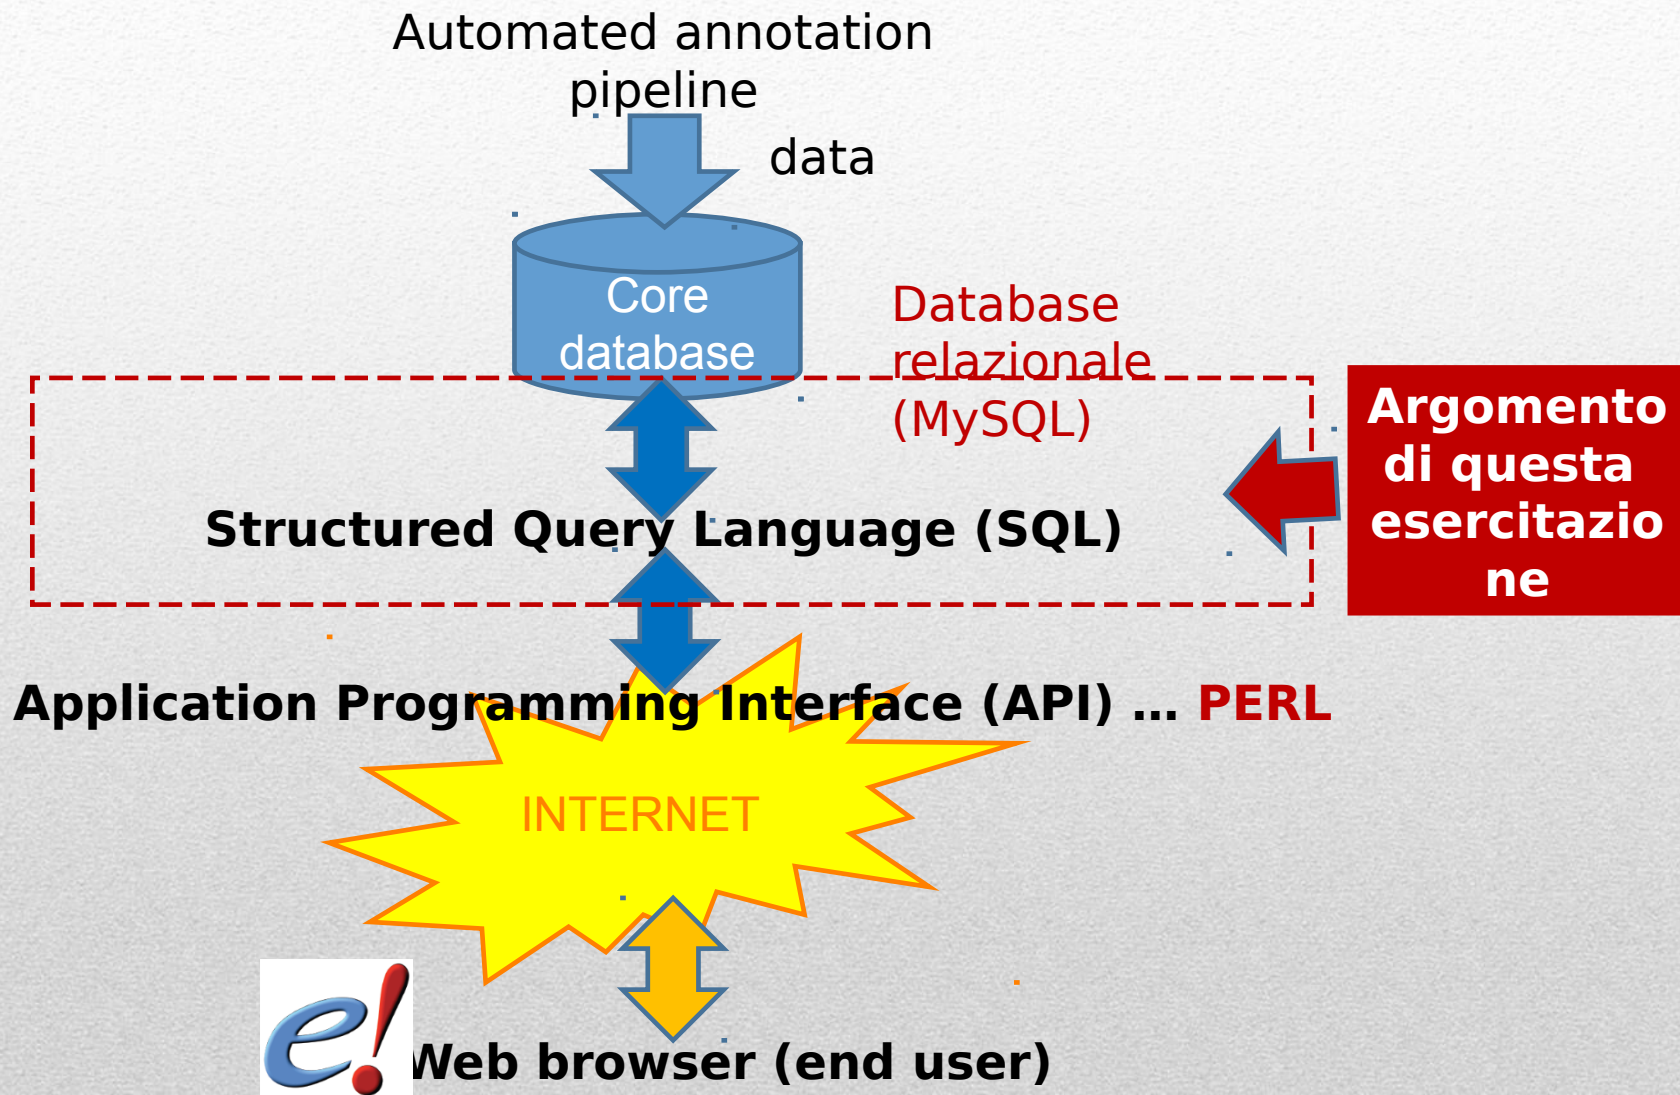 Automated annotation
pipeline
data
Core
database
Database
relazionale
(MySQL)
Argomento
di questa
esercitazio
ne
Structured Query Language (SQL)
Application Programming Interface (API) … PERL
INTERNET
e!
Web browser (end user)